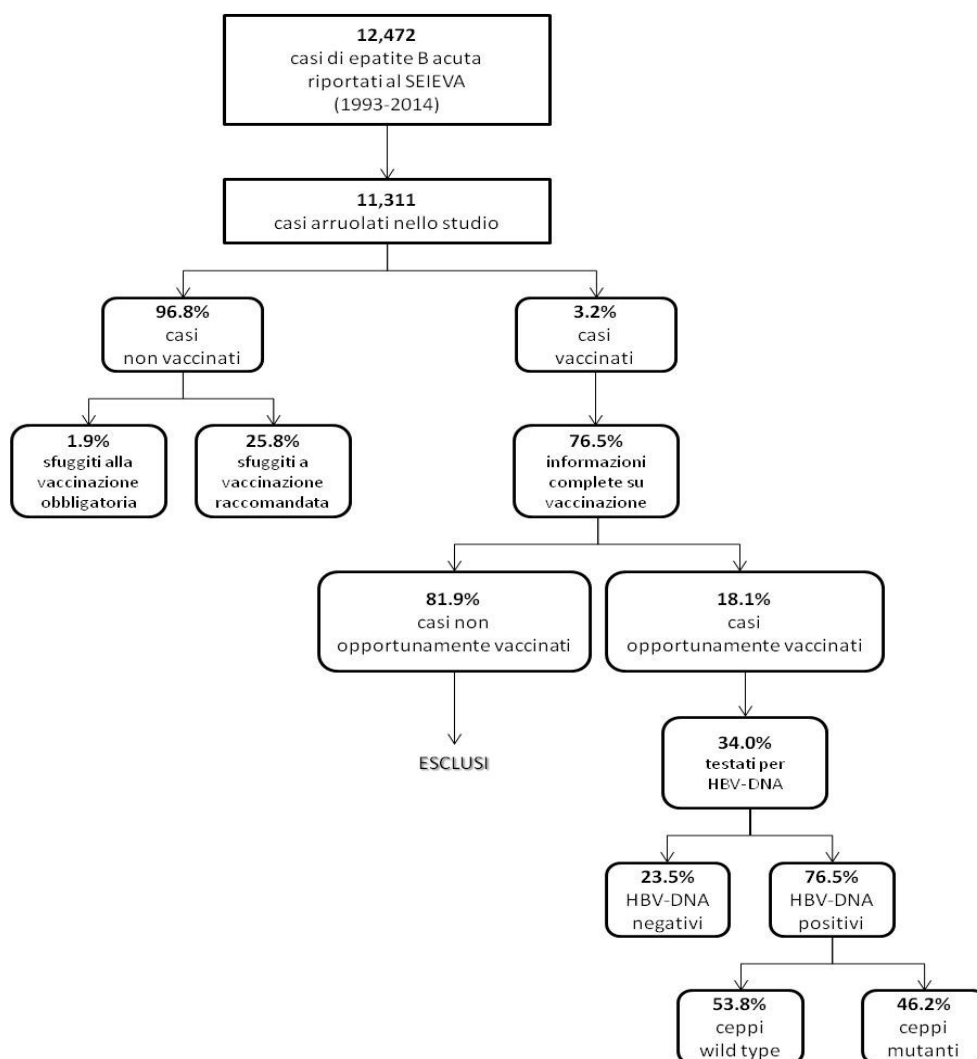 12,472
casi di epatite B acuta
riportati al SEIEVA
(1993-2014)
11,311
casi arruolati nello studio
96.8%
casi
non vaccinati
3.2%
casi
vaccinati
1.9%
sfuggiti alla
vaccinazione
obbligatoria
25.8%
sfuggiti a
vaccinazione
raccomandata
76.5%
informazioni
complete su
vaccinazione
81.9%
casi non
opportunamente vaccinati
18.1%
casi
opportunamente vaccinati
ESCLUSI
34.0%
testati per
HBV-DNA
23.5%
HBV-DNA
negativi
76.5%
HBV-DNA
positivi
53.8%
ceppi
wild type
46.2%
ceppi
mutanti